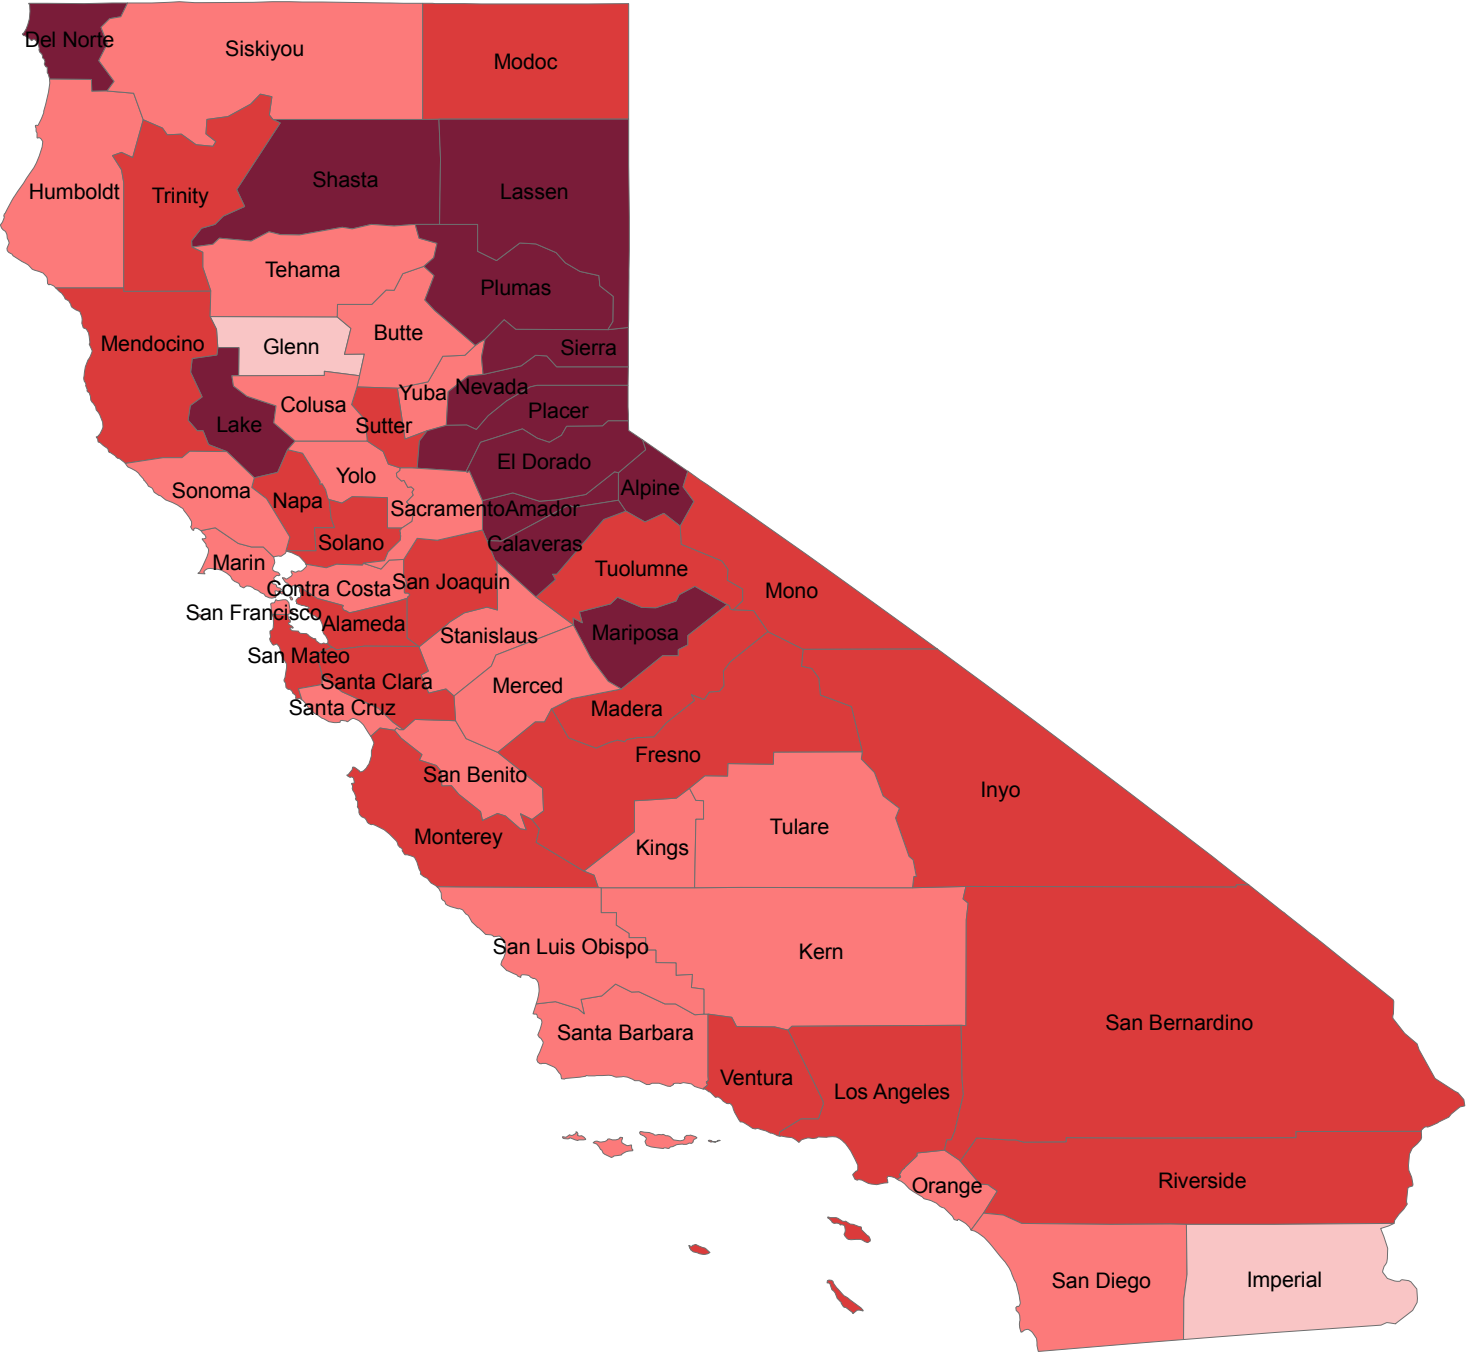 Del Norte
Siskiyou
Modoc
Shasta
Lassen
Humboldt
Trinity
Tehama
Plumas
Butte
Mendocino
Glenn
Sierra
Nevada
Yuba
Colusa
Placer
Lake
Sutter
El Dorado
Yolo
Alpine
Sonoma
Napa
Sacramento
Amador
Solano
Calaveras
Marin
Tuolumne
San Joaquin
Contra Costa
Mono
San Francisco
Alameda
Mariposa
Stanislaus
San Mateo
Santa Clara
Merced
Santa Cruz
Madera
Fresno
San Benito
Inyo
Tulare
Monterey
Kings
San Luis Obispo
Kern
San Bernardino
Santa Barbara
Ventura
Los Angeles
Riverside
Orange
San Diego
Imperial